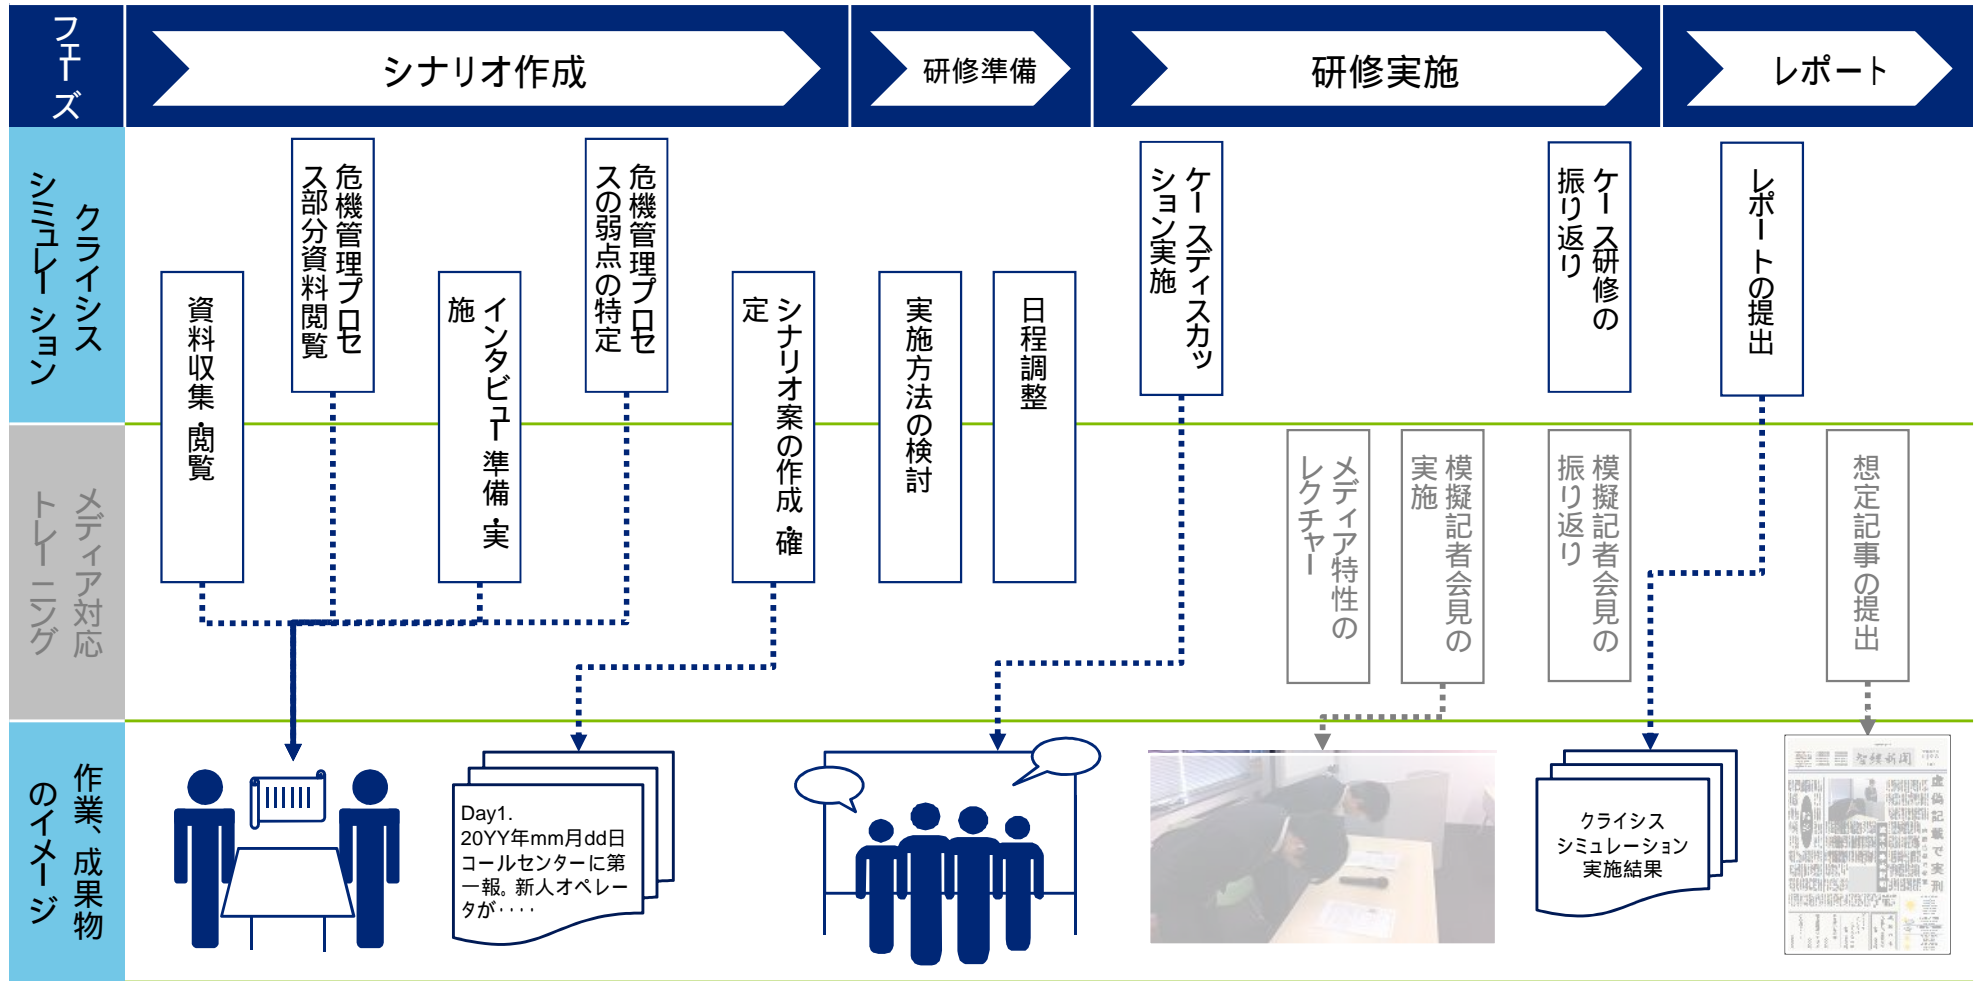 フェーズ
シナリオ作成
研修準備
研修実施
レポート
クライシス
シミュレーション
資料収集・閲覧
危機管理プロセ
ス部分資料閲覧
インタビュー準備・実
施
危機管理プロセ
スの弱点の特定
シナリオ案の作成・確
定
実施方法の検討
日程調整
ケースディスカッ
ション実施
ケース研修の
振り返り
レポートの提出
メディア対応
トレーニング
メディア特性の
レクチャー
模擬記者会見の
実施
模擬記者会見の
振り返り
想定記事の提出
作業、成果物
のイメージ
Day1.
20YY年mm月dd日
コールセンターに第
一報。新人オペレー
タが････
クライシス
シミュレーション
実施結果
虚偽記載で実刑